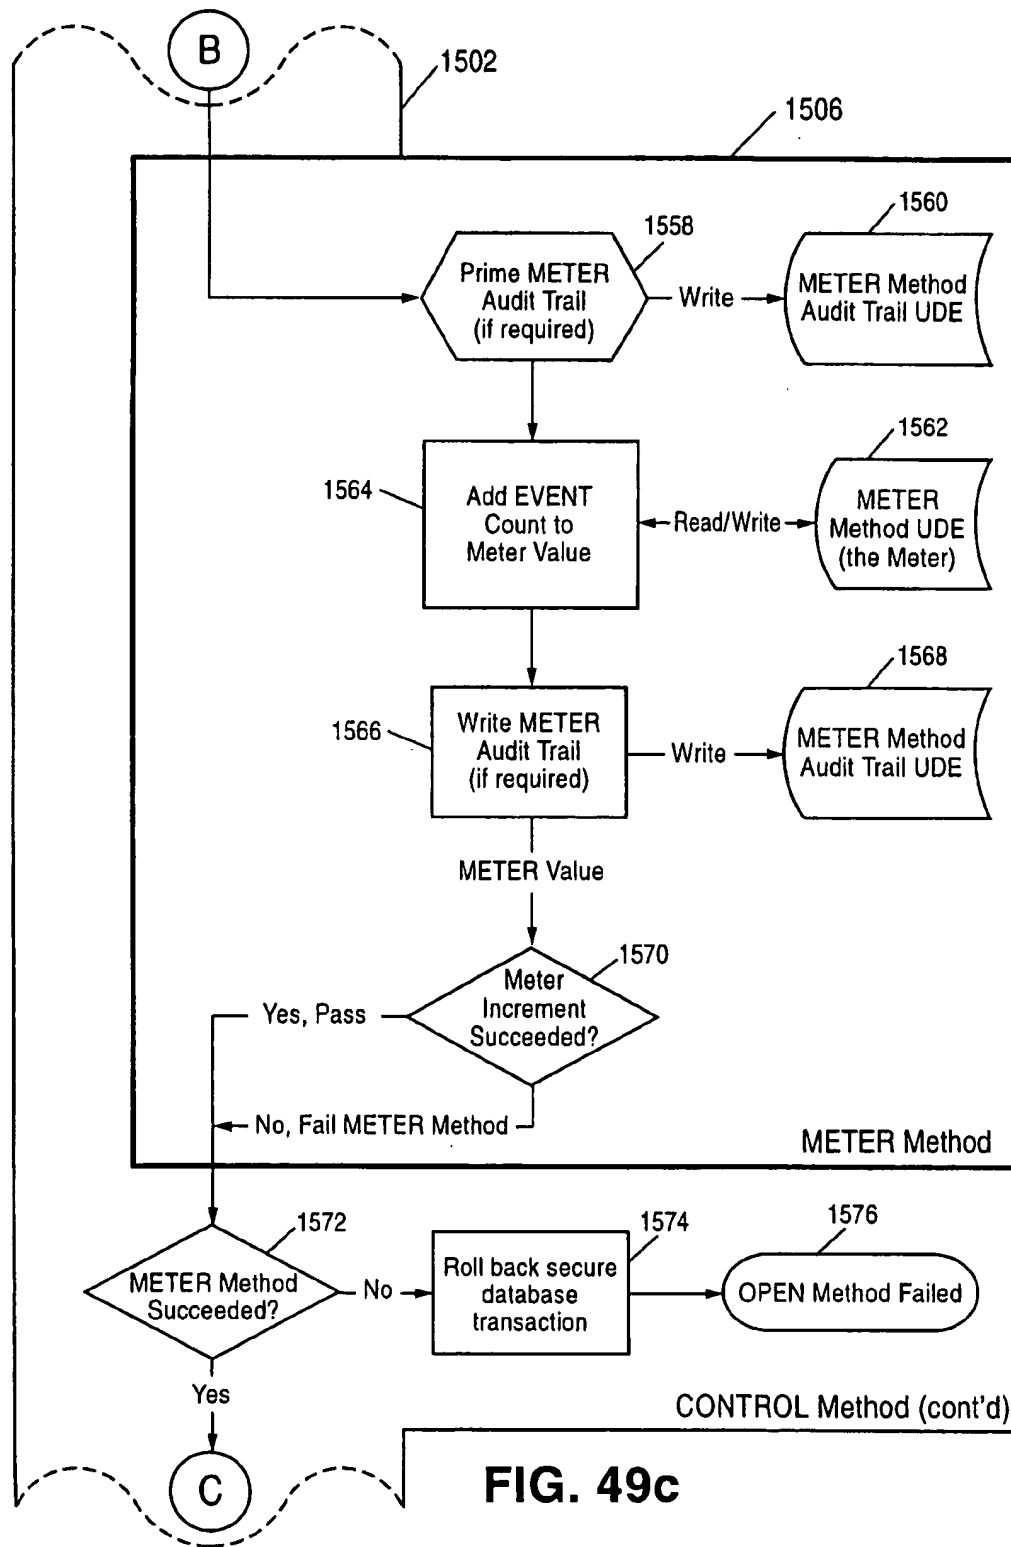 B
1502
1506
1558
1560
Prime METER
Audit Trail
(if required)
Write
METER Method
Audit Trail UDE
1562
1564
Add EVENT
Count to
Meter Value
Read/Write
METER
Method UDE
(the Meter)
1568
1566
Write METER
Audit Trail
(if required)
Write
METER Method
Audit Trail UDE
METER Value
1570
Meter
Increment
Succeeded?
Yes, Pass
No, Fail METER Method
METER Method
1572
METER Method
Succeeded?
No
1574
Roll back secure
database
transaction
1576
OPEN Method Failed
Yes
CONTROL Method (cont'd)
C
FIG. 49c